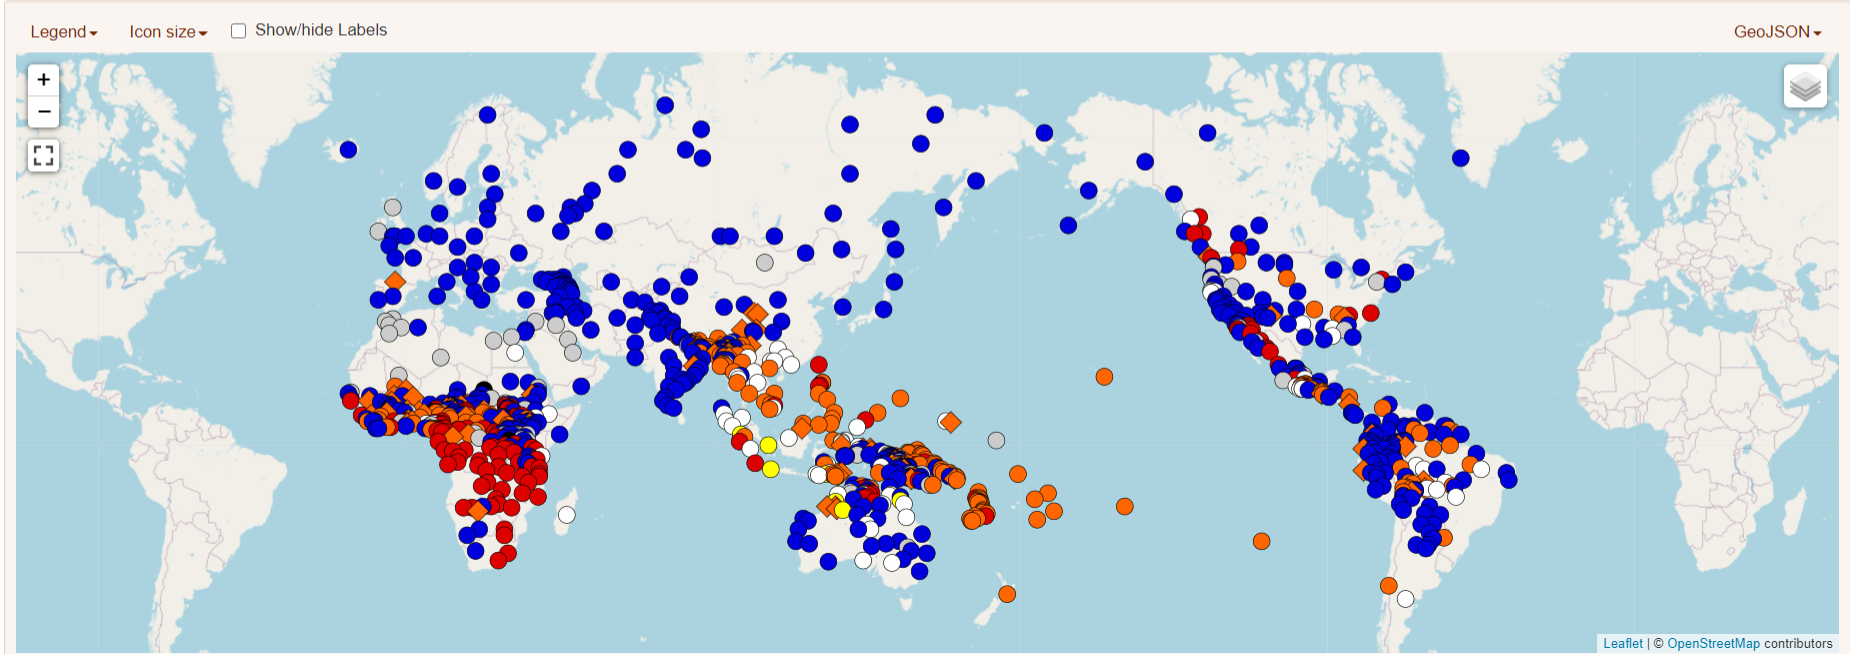 Legend Icon size Show/hide Labels GeoJSON
+
−
Leaflet | © OpenStreetMap contributors